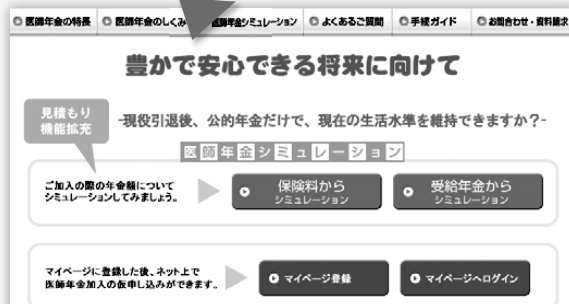 医師年金の特長 医師年金のしくみ 医師年金シミュレーション よくあるご質問 手続ガイド お問合わせ・資料請求
豊かで安心できる将来に向けて
見積もり
機能拡充
-現役引退後、公的年金だけで、現在の生活水準を維持できますか？-
医師年金シミュレーション
ご加入の際の年金額について
シミュレーションしてみましょう。
保険料から
シミュレーション
受給年金から
シミュレーション
マイページに登録した後、ネット上で
医師年金加入の仮申し込みができます。
マイページ登録
マイページへログイン